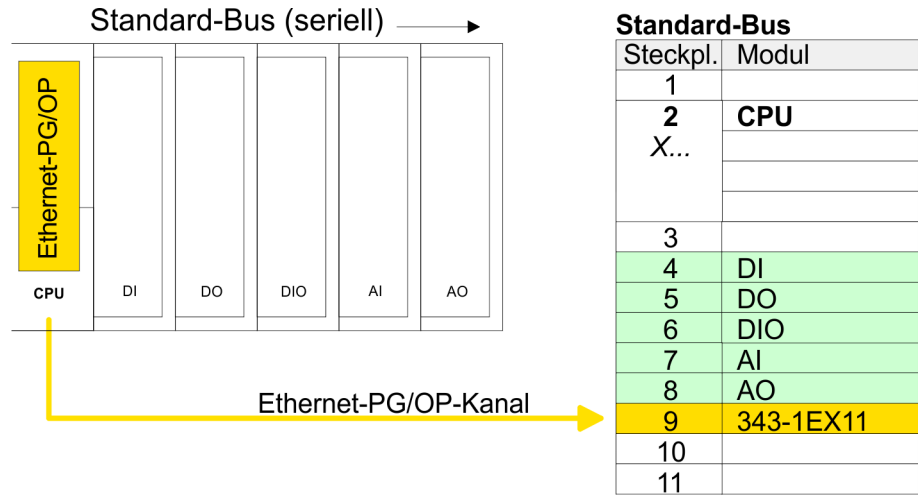 Standard-Bus (seriell)
Ethernet-PG/OP
CPU
DI
DO
DIO
AI
AO
Ethernet-PG/OP-Kanal
Standard-Bus
Steckpl. Modul
1
2 CPU
X...
3
4 DI
5 DO
6 DIO
7 AI
8 AO
9 343-1EX11
10
11